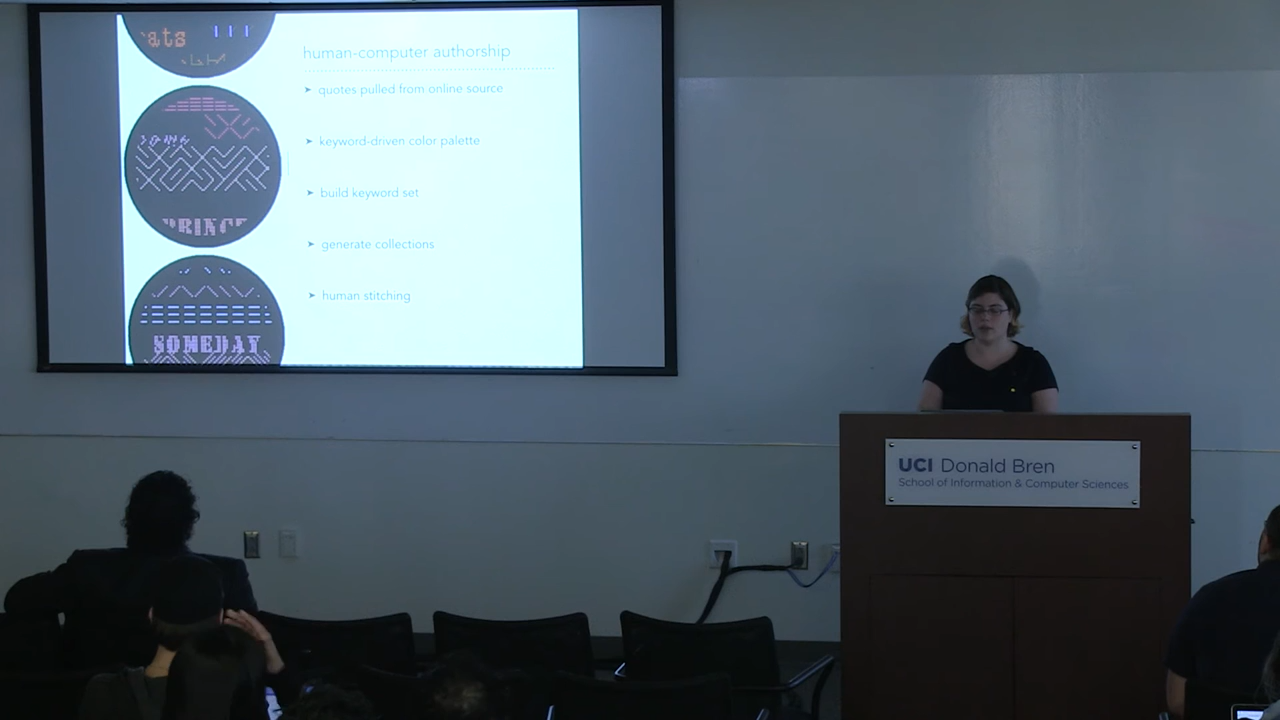 ats
human-computer authorship
➤ quotes pulled from online source
➤ keyword-driven color palette
➤ build keyword set
➤ generate collections
➤ human stitching
some
PRINCE
SOMEDAY
UCI Donald Bren
School of Information & Computer Sciences